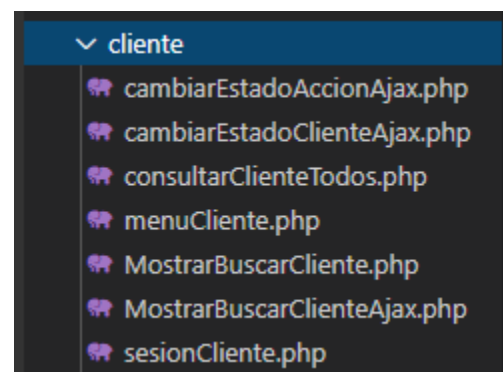 cliente
cambiarEstadoAccionAjax.php
cambiarEstadoClienteAjax.php
consultarClienteTodos.php
menuCliente.php
MostrarBuscarCliente.php
MostrarBuscarClienteAjax.php
sesionCliente.php